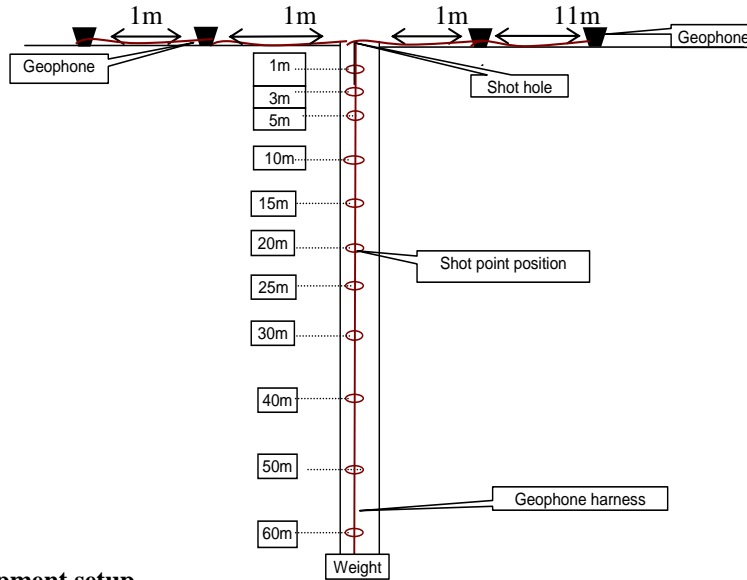 1m 1m 1m 11m
Geophone Geophone
1m
Shot hole
3m
5m
10m
15m
20m
Shot point position
25m
30m
40m
50m
Geophone harness
60m
Weight
setup